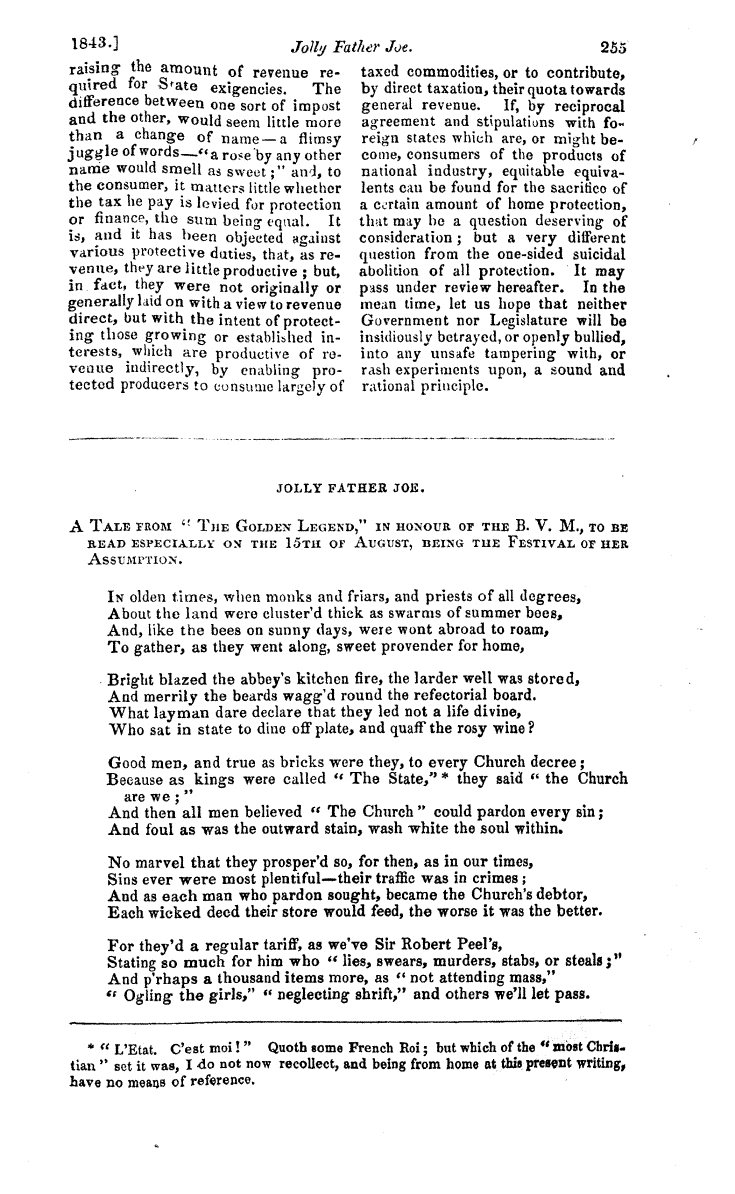 1843.] Jolly Father Joe. 255
raising the amount of revenue re-
quired for State exigencies. The
difference between one sort of impost
and the other, would seem little more
than a change of name—a flimsy
juggle of words—“a rose by any other
name would smell as sweet;” and, to
the consumer, it matters little whether
the tax he pay is levied for protection
or finance, the sum being equal. It
is, and it has been objected against
various protective duties, that, as re-
venue, they are little productive; but,
in fact, they were not originally or
generally laid on with a view to revenue
direct, but with the intent of protect-
ing those growing or established in-
terests, which are productive of re-
venue indirectly, by enabling pro-
tected producers to consume largely of
taxed commodities, or to contribute,
by direct taxation, their quota towards
general revenue. If, by reciprocal
agreement and stipulations with fo-
reign states which are, or might be-
come, consumers of the products of
national industry, equitable equiva-
lents can be found for the sacrifice of
a certain amount of home protection,
that may be a question deserving of
consideration; but a very different
question from the one-sided suicidal
abolition of all protection. It may
pass under review hereafter. In the
mean time, let us hope that neither
Government nor Legislature will be
insidiously betrayed, or openly bullied,
into any unsafe tampering with, or
rash experiments upon, a sound and
rational principle.
JOLLY FATHER JOE.
A TALE FROM “THE GOLDEN LEGEND,” IN HONOUR OF THE B. V. M., TO BE
READ ESPECIALLY ON THE 15TH OF AUGUST, BEING THE FESTIVAL OF HER
ASSUMPTION.
IN olden times, when monks and friars, and priests of all degrees,
About the land were cluster’d thick as swarms of summer bees,
And, like the bees on sunny days, were wont abroad to roam,
To gather, as they went along, sweet provender for home,
Bright blazed the abbey’s kitchen fire, the larder well was stored,
And merrily the beards wagg’d round the refectorial board.
What layman dare declare that they led not a life divine,
Who sat in state to dine off plate, and quaff the rosy wine?
Good men, and true as bricks were they, to every Church decree;
Because as kings were called “The State,”* they said “the Church
are we;”
And then all men believed “The Church” could pardon every sin;
And foul as was the outward stain, wash white the soul within.
No marvel that they prosper’d so, for then, as in our times,
Sins ever were most plentiful—their traffic was in crimes;
And as each man who pardon sought, became the Church’s debtor,
Each wicked deed their store would feed, the worse it was the better.
For they’d a regular tariff, as we’ve Sir Robert Peel’s,
Stating so much for him who “lies, swears, murders, stabs, or steals;”
And p’rhaps a thousand items more, as “not attending mass,”
“Ogling the girls,” “neglecting shrift,” and others we’ll let pass.
* “L’Etat. C’est moi!” Quoth some French Roi; but which of the “most Chris-
tian” set it was, I do not now recollect, and being from home at this present writing,
have no means of reference.